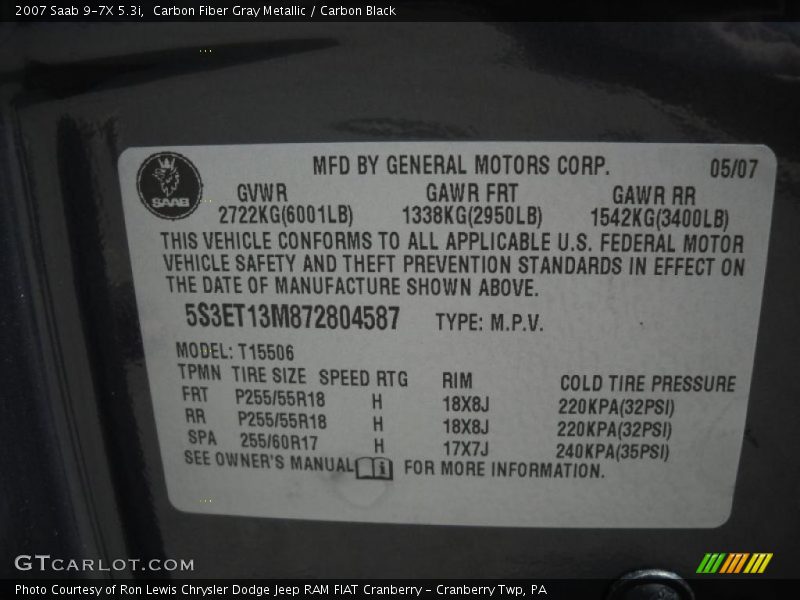 2007 Saab 9-7X 5.3i,  Carbon Fiber Gray Metallic / Carbon Black
MFD BY GENERAL MOTORS CORP. 05/07
SAAB
GVWR GAWR FRT GAWR RR
2722KG(6001LB) 1338KG(2950LB) 1542KG(3400LB)
THIS VEHICLE CONFORMS TO ALL APPLICABLE U.S. FEDERAL MOTOR
VEHICLE SAFETY AND THEFT PREVENTION STANDARDS IN EFFECT ON
THE DATE OF MANUFACTURE SHOWN ABOVE.
5S3ET13M872804587 TYPE: M.P.V.
MODEL: T15506
TPMN TIRE SIZE SPEED RTG RIM COLD TIRE PRESSURE
FRT P255/55R18 H 18X8J 220KPA(32PSI)
RR P255/55R18 H 18X8J 220KPA(32PSI)
SPA 255/60R17 H 17X7J 240KPA(35PSI)
SEE OWNER'S MANUAL i FOR MORE INFORMATION.
GTCARLOT.COM
Photo Courtesy of Ron Lewis Chrysler Dodge Jeep RAM FIAT Cranberry - Cranberry Twp, PA